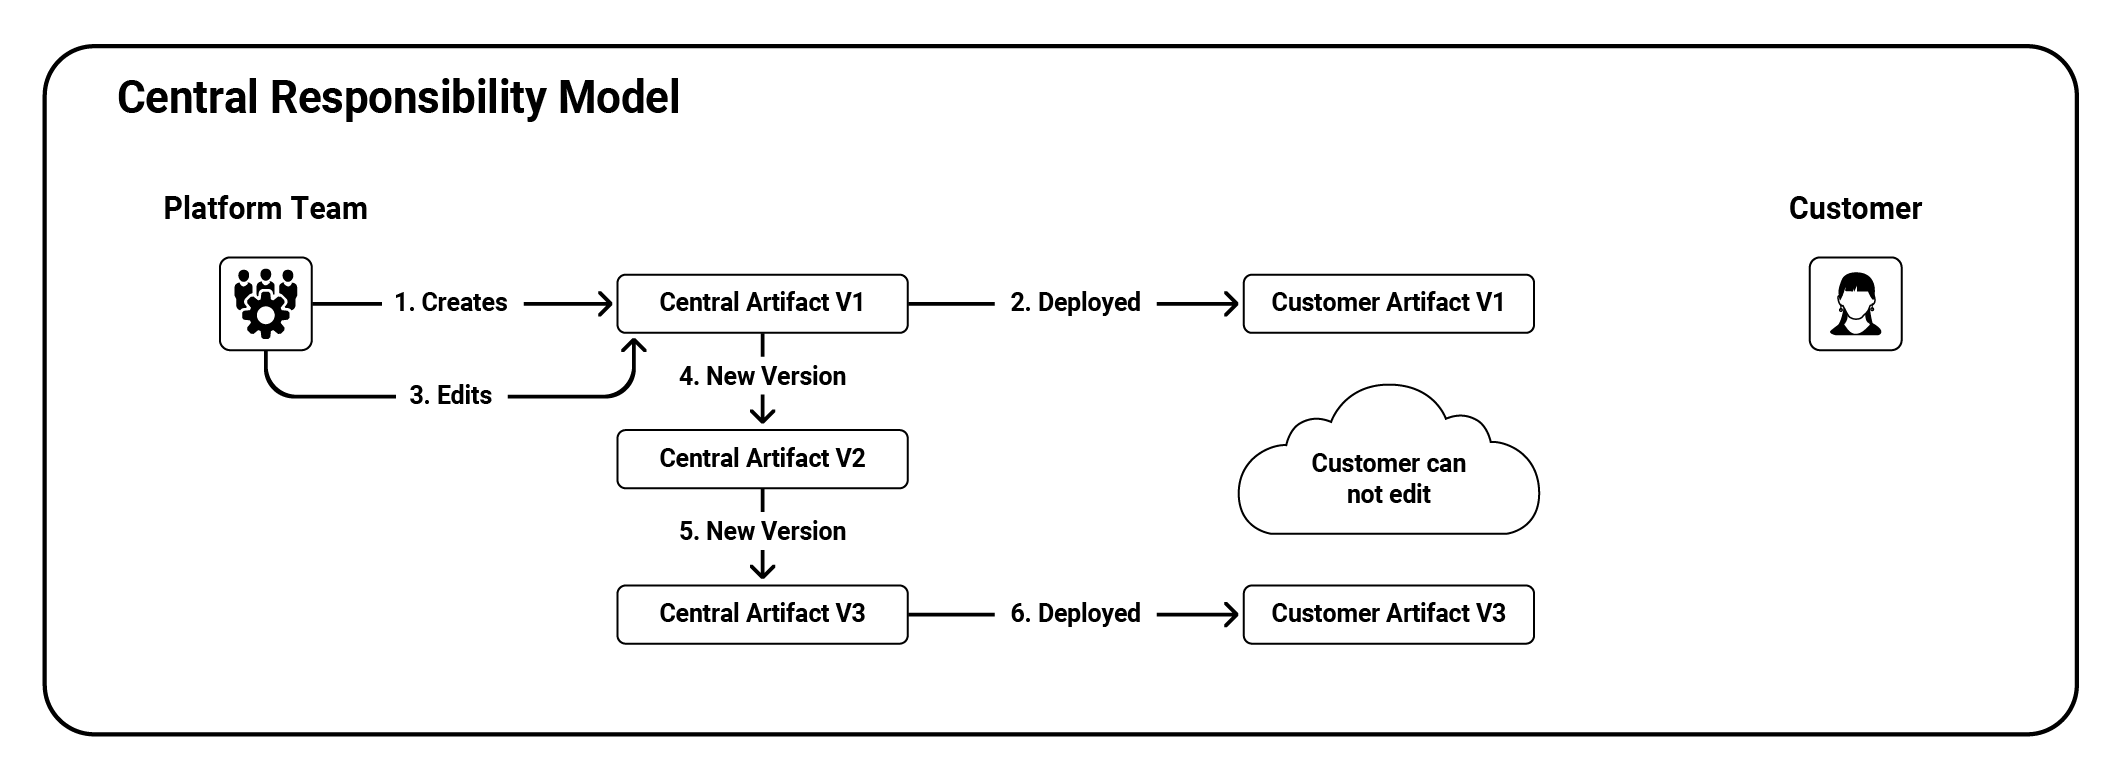 Central Responsibility Model
Platform Team
Customer
1. Creates
Central Artifact V1
2. Deployed
Customer Artifact V1
3. Edits
4. New Version
Central Artifact V2
Customer can
not edit
5. New Version
Central Artifact V3
6. Deployed
Customer Artifact V3